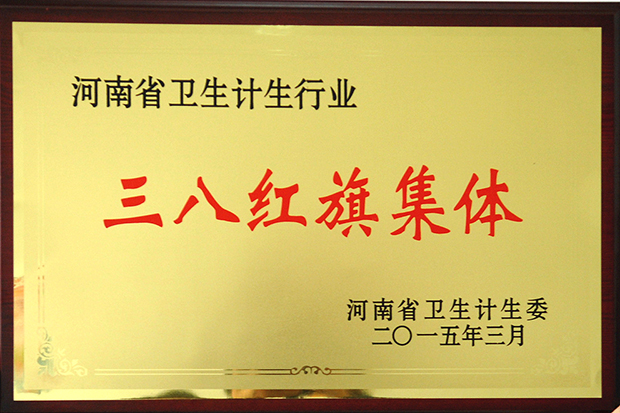 河南省卫生计生行业
三八红旗集体
河南省卫生计生委
二〇一五年三月